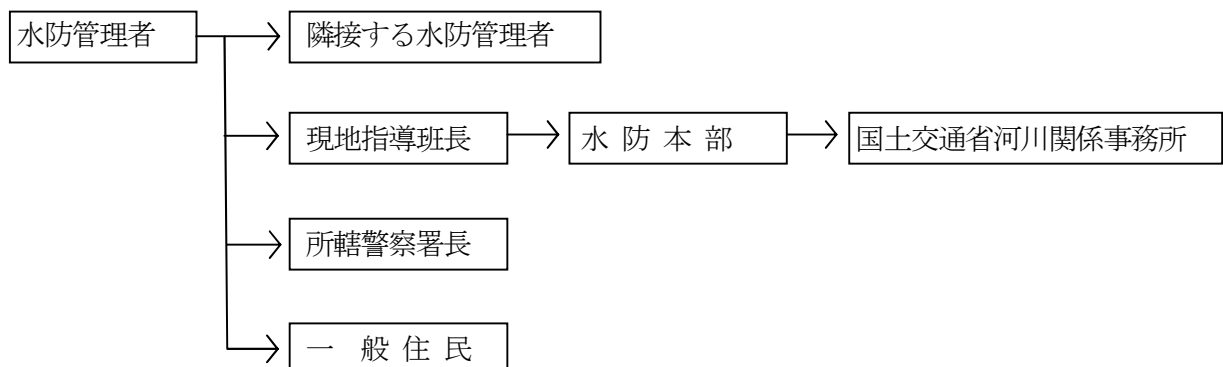 水防管理者
隣接する水防管理者
現地指導班長
水 防 本 部
国土交通省河川関係事務所
所轄警察署長
一 般 住 民